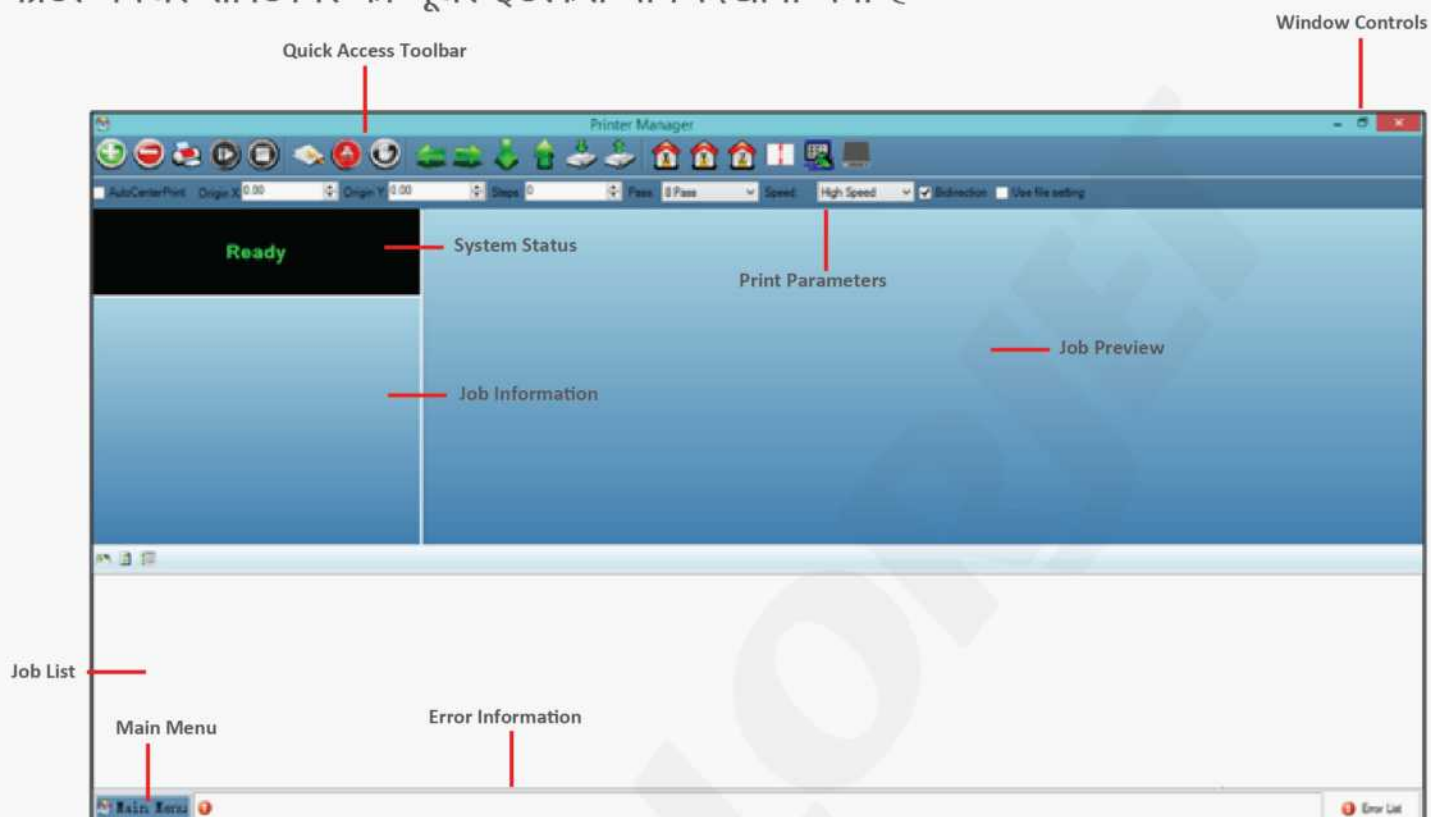 Window Controls
Quick Access Toolbar
Printer Manager
AutoCenterPrint Origin X 0.00 Origin Y 0.00 Steps 0 Pass 8 Pass Speed: High Speed Bidirection Use file setting
Ready
System Status
Print Parameters
Job Preview
Job Information
Job List
Main Menu
Error Information
Main Menu
Error List